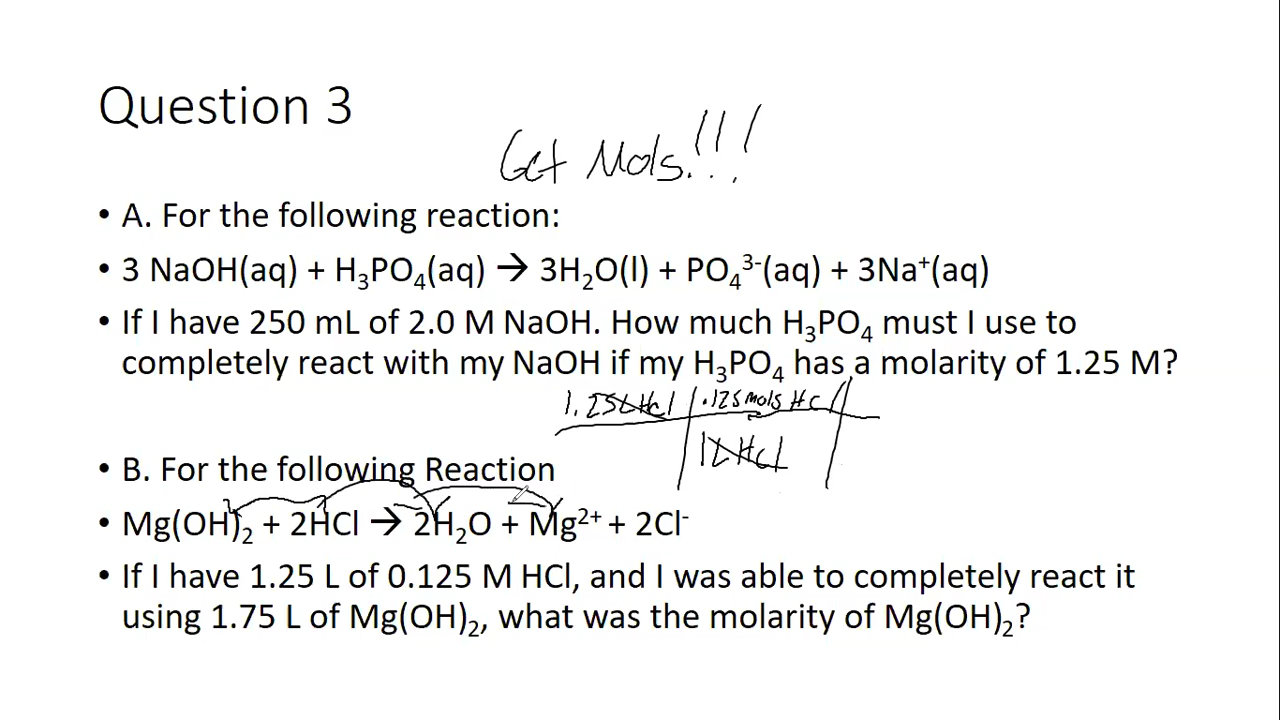 Question 3
Get Mols.!!!
• A. For the following reaction:
• 3 NaOH(aq) + H₃PO₄(aq) → 3H₂O(l) + PO₄³⁻(aq) + 3Na⁺(aq)
• If I have 250 mL of 2.0 M NaOH. How much H₃PO₄ must I use to
completely react with my NaOH if my H₃PO₄ has a molarity of 1.25 M?
1.25L HCl | .125 mols HCl
1L HCl
• B. For the following Reaction
• Mg(OH)₂ + 2HCl → 2H₂O + Mg²⁺ + 2Cl⁻
• If I have 1.25 L of 0.125 M HCl, and I was able to completely react it
using 1.75 L of Mg(OH)₂, what was the molarity of Mg(OH)₂?